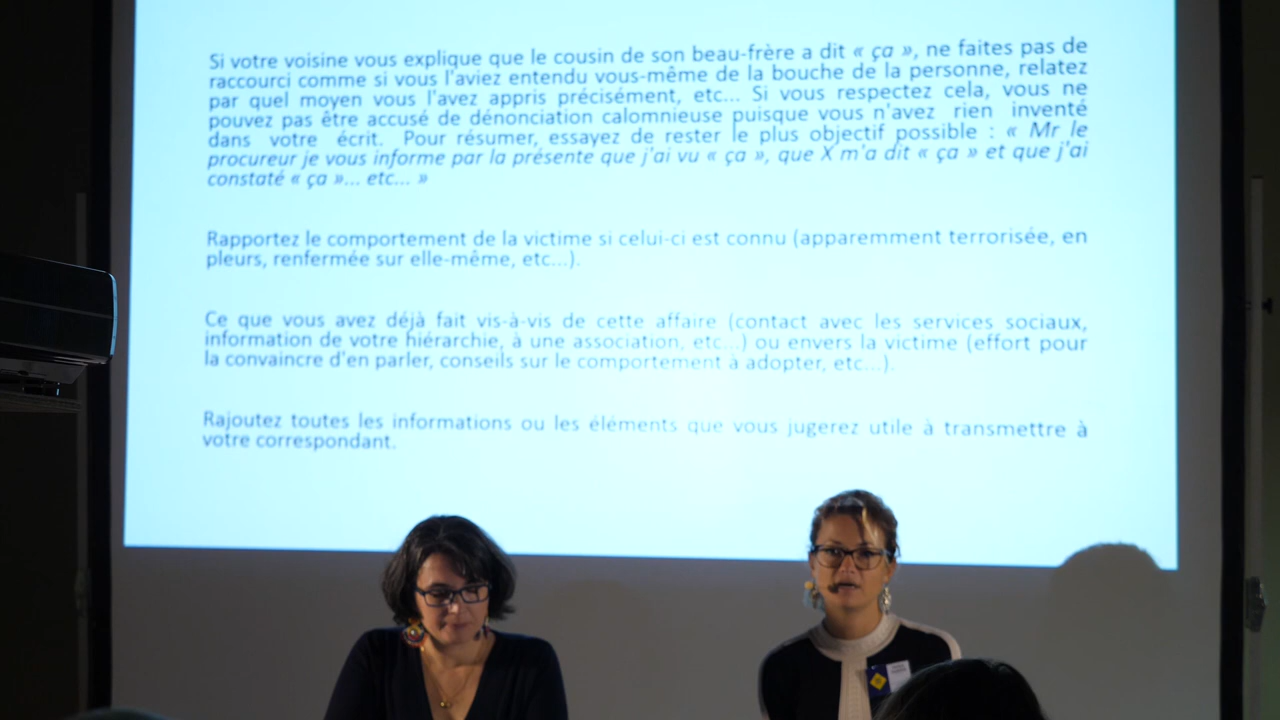 Si votre voisine vous explique que le cousin de son beau-frère a dit « ça », ne faites pas de
raccourci comme si vous l'aviez entendu vous-même de la bouche de la personne, relatez
par quel moyen vous l'avez appris précisément, etc... Si vous respectez cela, vous ne
pouvez pas être accusé de dénonciation calomnieuse puisque vous n'avez rien inventé
dans votre écrit. Pour résumer, essayez de rester le plus objectif possible : « Mr le
procureur je vous informe par la présente que j'ai vu « ça », que X m'a dit « ça » et que j'ai
constaté « ça »... etc... »
Rapportez le comportement de la victime si celui-ci est connu (apparemment terrorisée, en
pleurs, renfermée sur elle-même, etc...).
Ce que vous avez déjà fait vis-à-vis de cette affaire (contact avec les services sociaux,
information de votre hiérarchie, à une association, etc...) ou envers la victime (effort pour
la convaincre d'en parler, conseils sur le comportement à adopter, etc...).
Rajoutez toutes les informations ou les éléments que vous jugerez utile à transmettre à
votre correspondant.